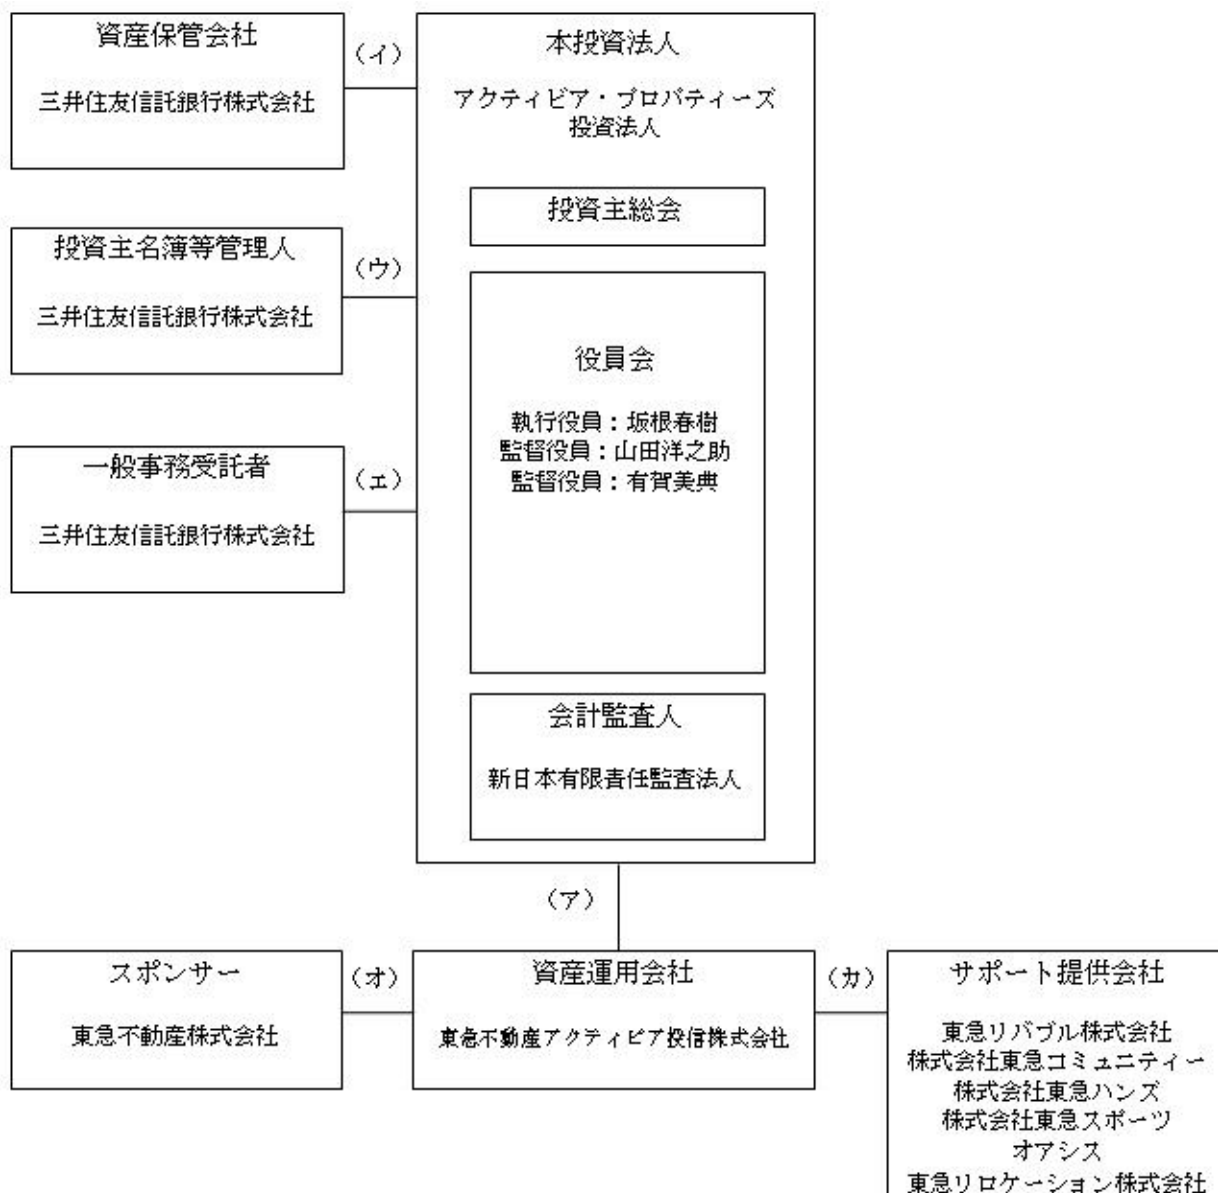 資産保管会社
三井住友信託銀行株式会社
（イ）
本投資法人
アクティビア・プロパティーズ
投資法人
投資主総会
投資主名簿等管理人
三井住友信託銀行株式会社
（ウ）
役員会
執行役員：坂根春樹
監督役員：山田洋之助
監督役員：有賀美典
一般事務受託者
三井住友信託銀行株式会社
（エ）
会計監査人
新日本有限責任監査法人
（ア）
スポンサー
東急不動産株式会社
（オ）
資産運用会社
東急不動産アクティビア投信株式会社
（カ）
サポート提供会社
東急リバブル株式会社
株式会社東急コミュニティー
株式会社東急ハンズ
株式会社東急スポーツ
オアシス
東急リロケーション株式会社